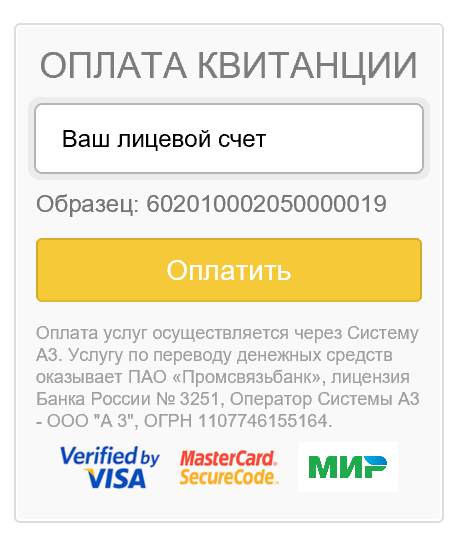 ОПЛАТА КВИТАНЦИИ
Ваш лицевой счет
Образец: 602010002050000019
Оплатить
Оплата услуг осуществляется через Систему
А3. Услугу по переводу денежных средств
оказывает ПАО «Промсвязьбанк», лицензия
Банка России № 3251, Оператор Системы А3
- ООО "А 3", ОГРН 1107746155164.
Verified by
VISA
MasterCard.
SecureCode.
МИР